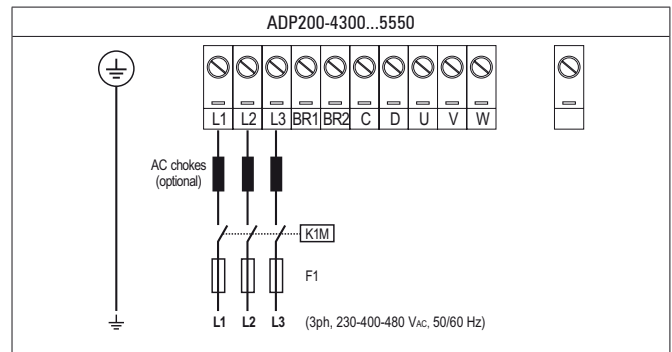 ADP200-4300...5550
L1 L2 L3 BR1 BR2 C D U V W
AC chokes
(optional)
K1M
F1
L1 L2 L3 (3ph, 230-400-480 VAC, 50/60 Hz)